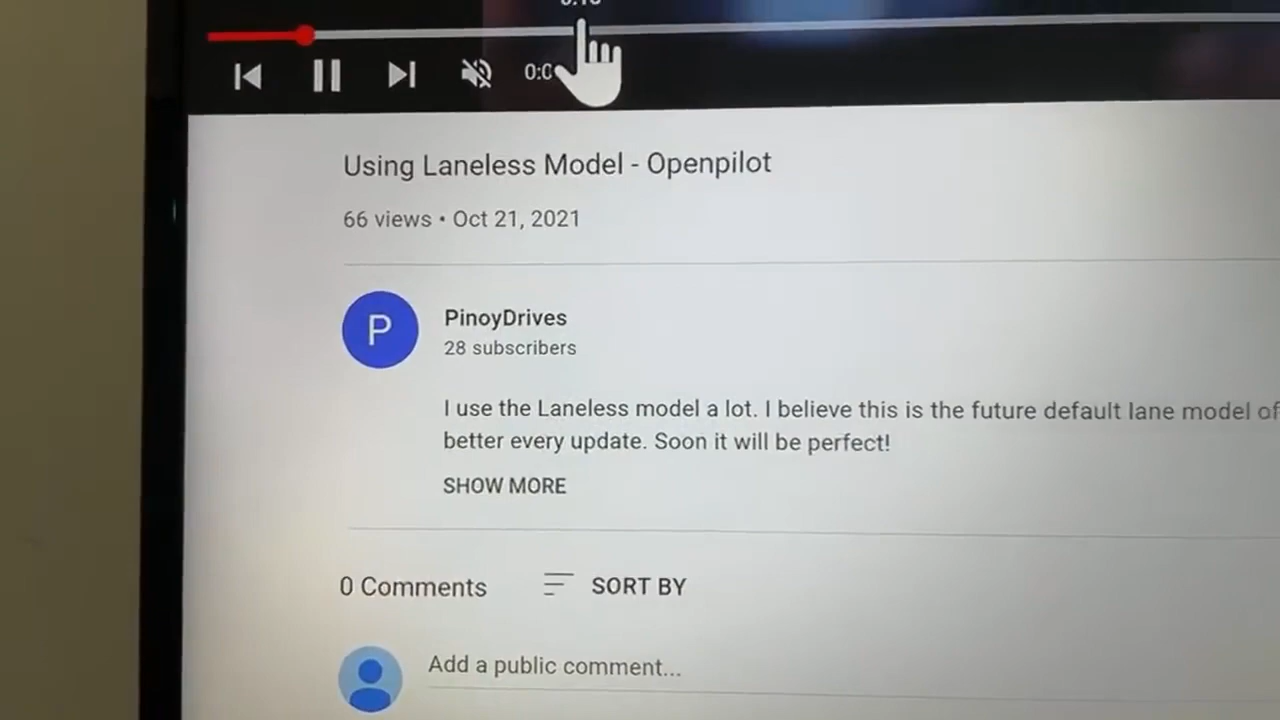 Using Laneless Model - Openpilot
66 views • Oct 21, 2021
P
PinoyDrives
28 subscribers
I use the Laneless model a lot. I believe this is the future default lane model of
better every update. Soon it will be perfect!
SHOW MORE
0 Comments
SORT BY
Add a public comment...